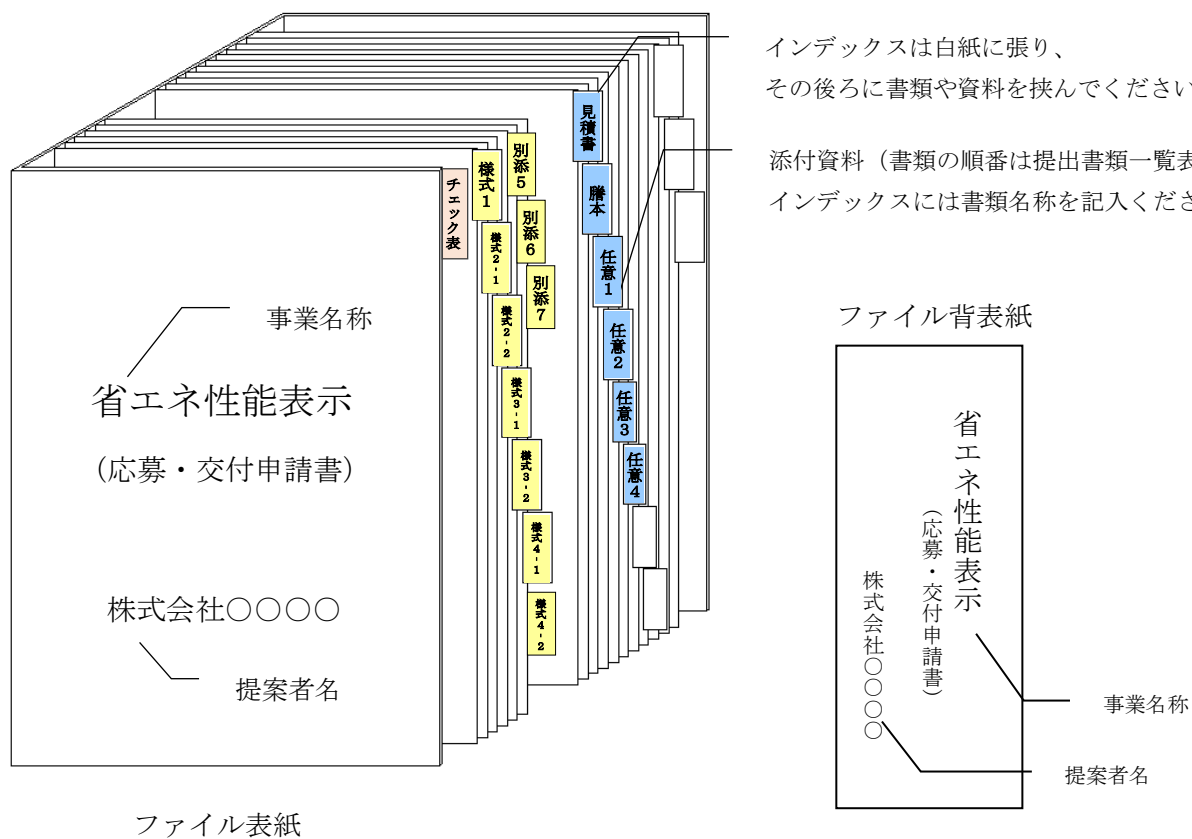 インデックスは白紙に張り、
その後ろに書類や資料を挟んでください
添付資料（書類の順番は提出書類一覧表
インデックスには書類名称を記入くださ
チェック表
様式1
様式2-1
様式2-2
様式3-1
様式3-2
様式4-1
様式4-2
別添5
別添6
別添7
見積書
謄本
任意1
任意2
任意3
任意4
事業名称
省エネ性能表示
（応募・交付申請書）
株式会社○○○○
提案者名
ファイル表紙
ファイル背表紙
省エネ性能表示
（応募・交付申請書）
株式会社○○○○
事業名称
提案者名